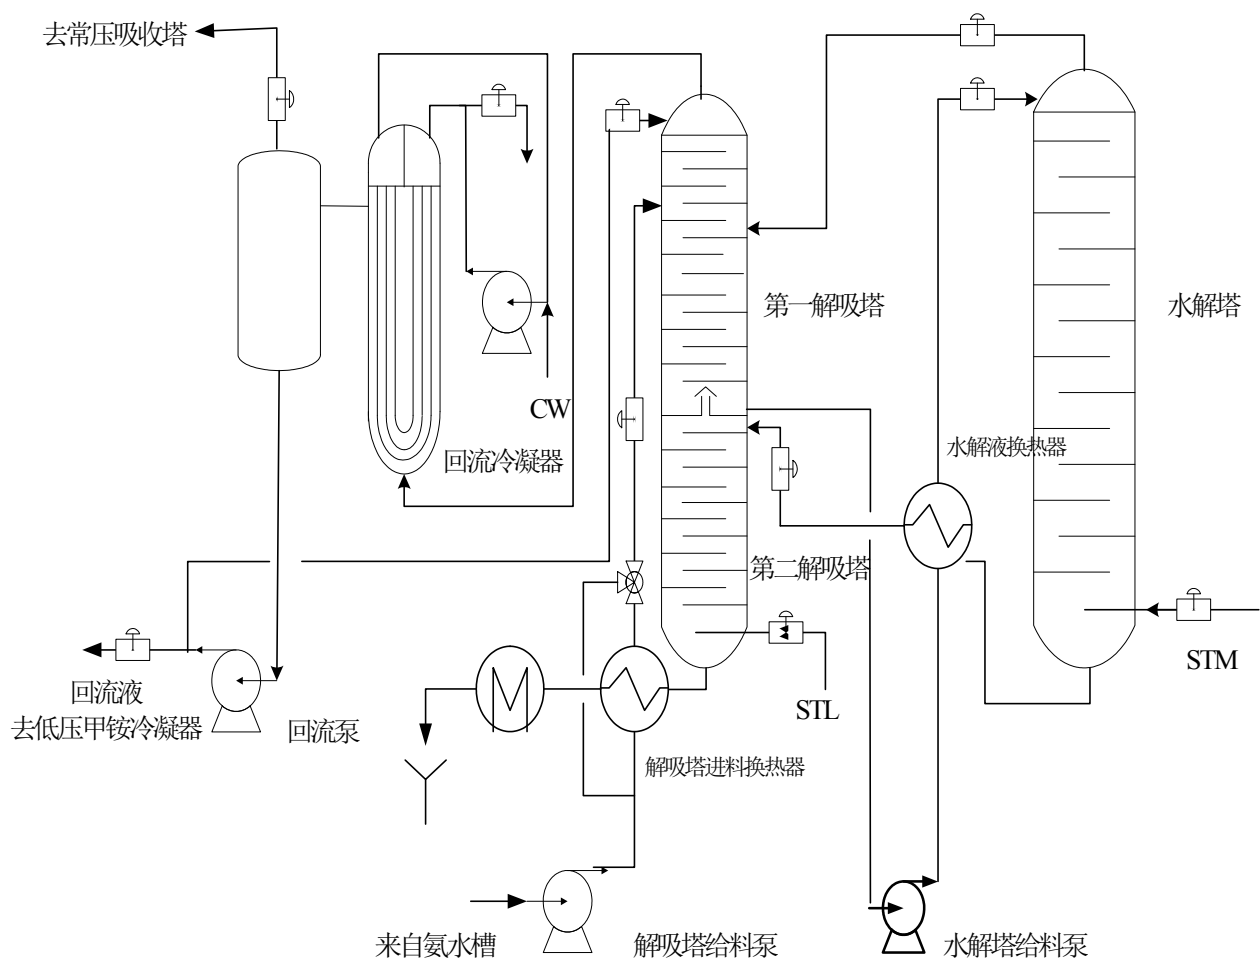 去常压吸收塔
第一解吸塔
水解塔
CW
回流冷凝器
水解液换热器
第二解吸塔
STM
回流液
去低压甲铵冷凝器
回流泵
STL
解吸塔进料换热器
来自氨水槽
解吸塔给料泵
水解塔给料泵